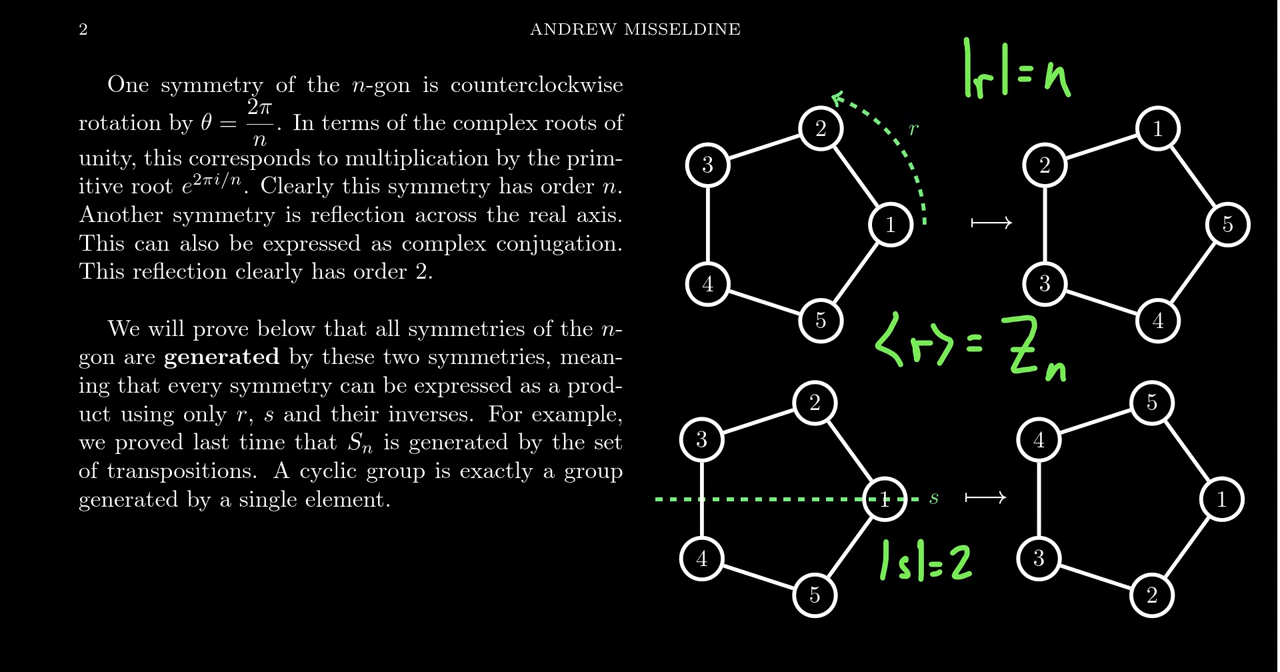 2
ANDREW MISSELDINE
One symmetry of the n-gon is counterclockwise
rotation by θ = 2π/n. In terms of the complex roots of
unity, this corresponds to multiplication by the prim-
itive root e^{2πi/n}. Clearly this symmetry has order n.
Another symmetry is reflection across the real axis.
This can also be expressed as complex conjugation.
This reflection clearly has order 2.
We will prove below that all symmetries of the n-
gon are generated by these two symmetries, mean-
ing that every symmetry can be expressed as a prod-
uct using only r, s and their inverses. For example,
we proved last time that S_n is generated by the set
of transpositions. A cyclic group is exactly a group
generated by a single element.
|r| = n
2
3
r
1
4
5
⟼
1
2
5
3
4
⟨r⟩ = Z_n
2
3
1
s
4
5
⟼
5
4
1
3
2
|s| = 2